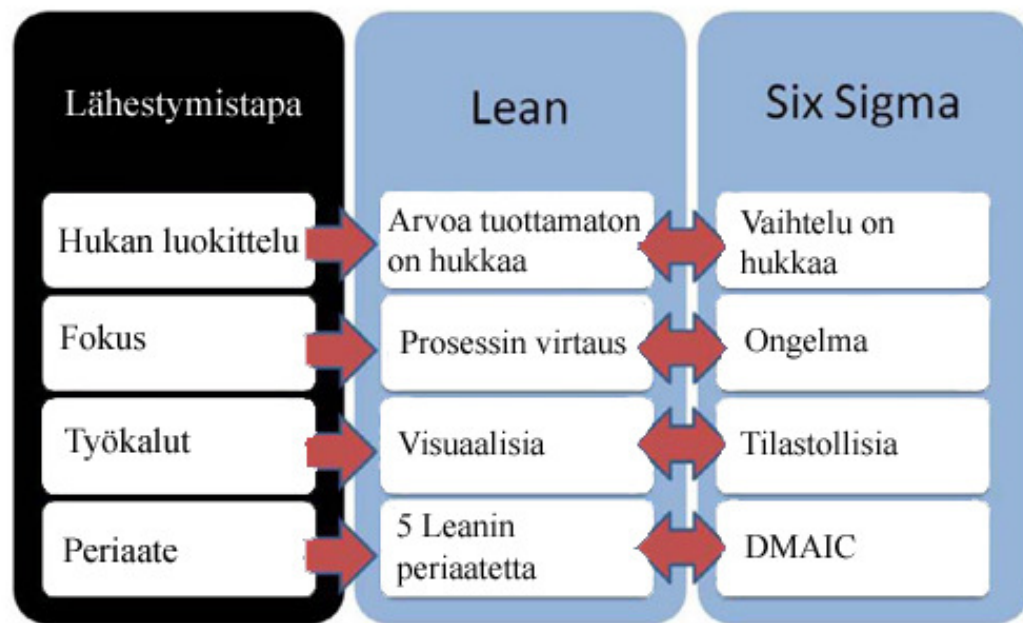 Lähestymistapa
Lean
Six Sigma
Hukan luokittelu
Arvoa tuottamaton
on hukkaa
Vaihtelu on
hukkaa
Fokus
Prosessin virtaus
Ongelma
Työkalut
Visuaalisia
Tilastollisia
Periaate
5 Leanin
periaatetta
DMAIC